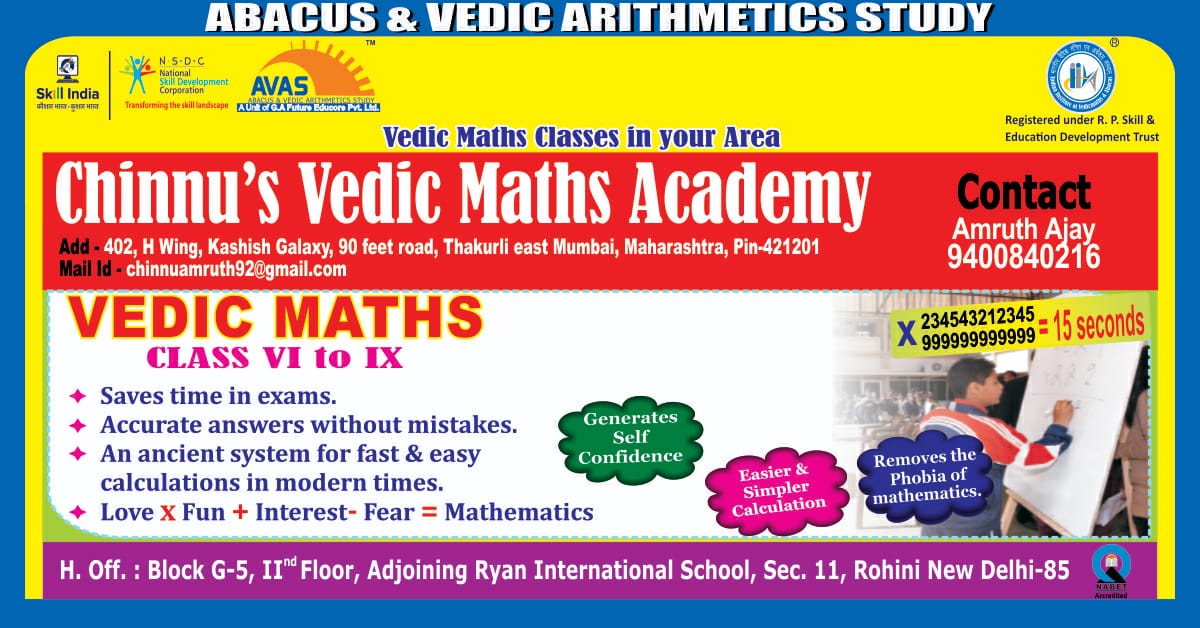 ABACUS & VEDIC ARITHMETICS STUDY
Skill India
कौशल भारत - कुशल भारत
N·S·D·C
National
Skill Development
Corporation
Transforming the skill landscape
TM
AVAS
ABACUS & VEDIC ARITHMETICS STUDY
A Unit of G.A Future Educore Pvt. Ltd.
®
Registered under R. P. Skill &
Education Development Trust
Vedic Maths Classes in your Area
Chinnu's Vedic Maths Academy
Add - 402, H Wing, Kashish Galaxy, 90 feet road, Thakurli east Mumbai, Maharashtra, Pin-421201
Mail Id - chinnuamruth92@gmail.com
Contact
Amruth Ajay
9400840216
VEDIC MATHS
CLASS VI to IX
Saves time in exams.
Accurate answers without mistakes.
An ancient system for fast & easy
calculations in modern times.
Love x Fun + Interest- Fear = Mathematics
Generates
Self
Confidence
Easier &
Simpler
Calculation
Removes the
Phobia of
mathematics.
234543212345
X 999999999999 = 15 seconds
H. Off. : Block G-5, IInd Floor, Adjoining Ryan International School, Sec. 11, Rohini New Delhi-85
NABET
Accredited